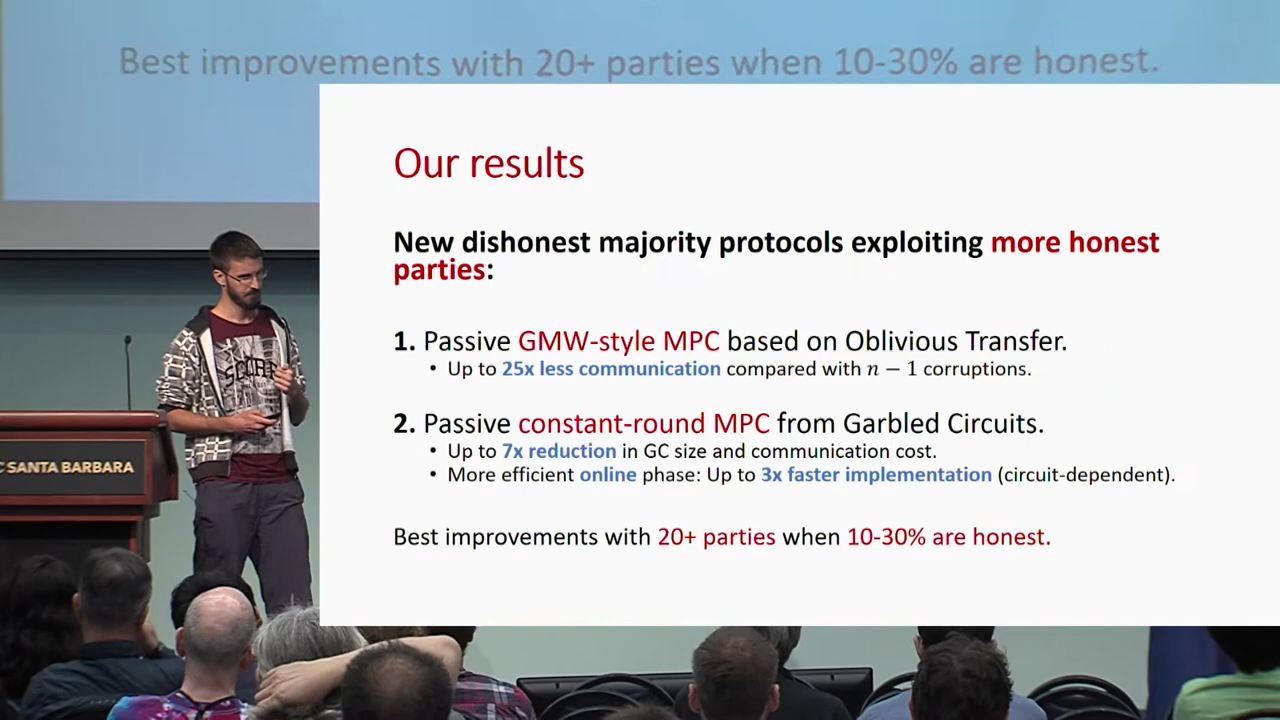 Best improvements with 20+ parties when 10-30% are honest.
Our results
New dishonest majority protocols exploiting more honest
parties:
1. Passive GMW-style MPC based on Oblivious Transfer.
• Up to 25x less communication compared with n − 1 corruptions.
2. Passive constant-round MPC from Garbled Circuits.
• Up to 7x reduction in GC size and communication cost.
• More efficient online phase: Up to 3x faster implementation (circuit-dependent).
Best improvements with 20+ parties when 10-30% are honest.
C SANTA BARBARA